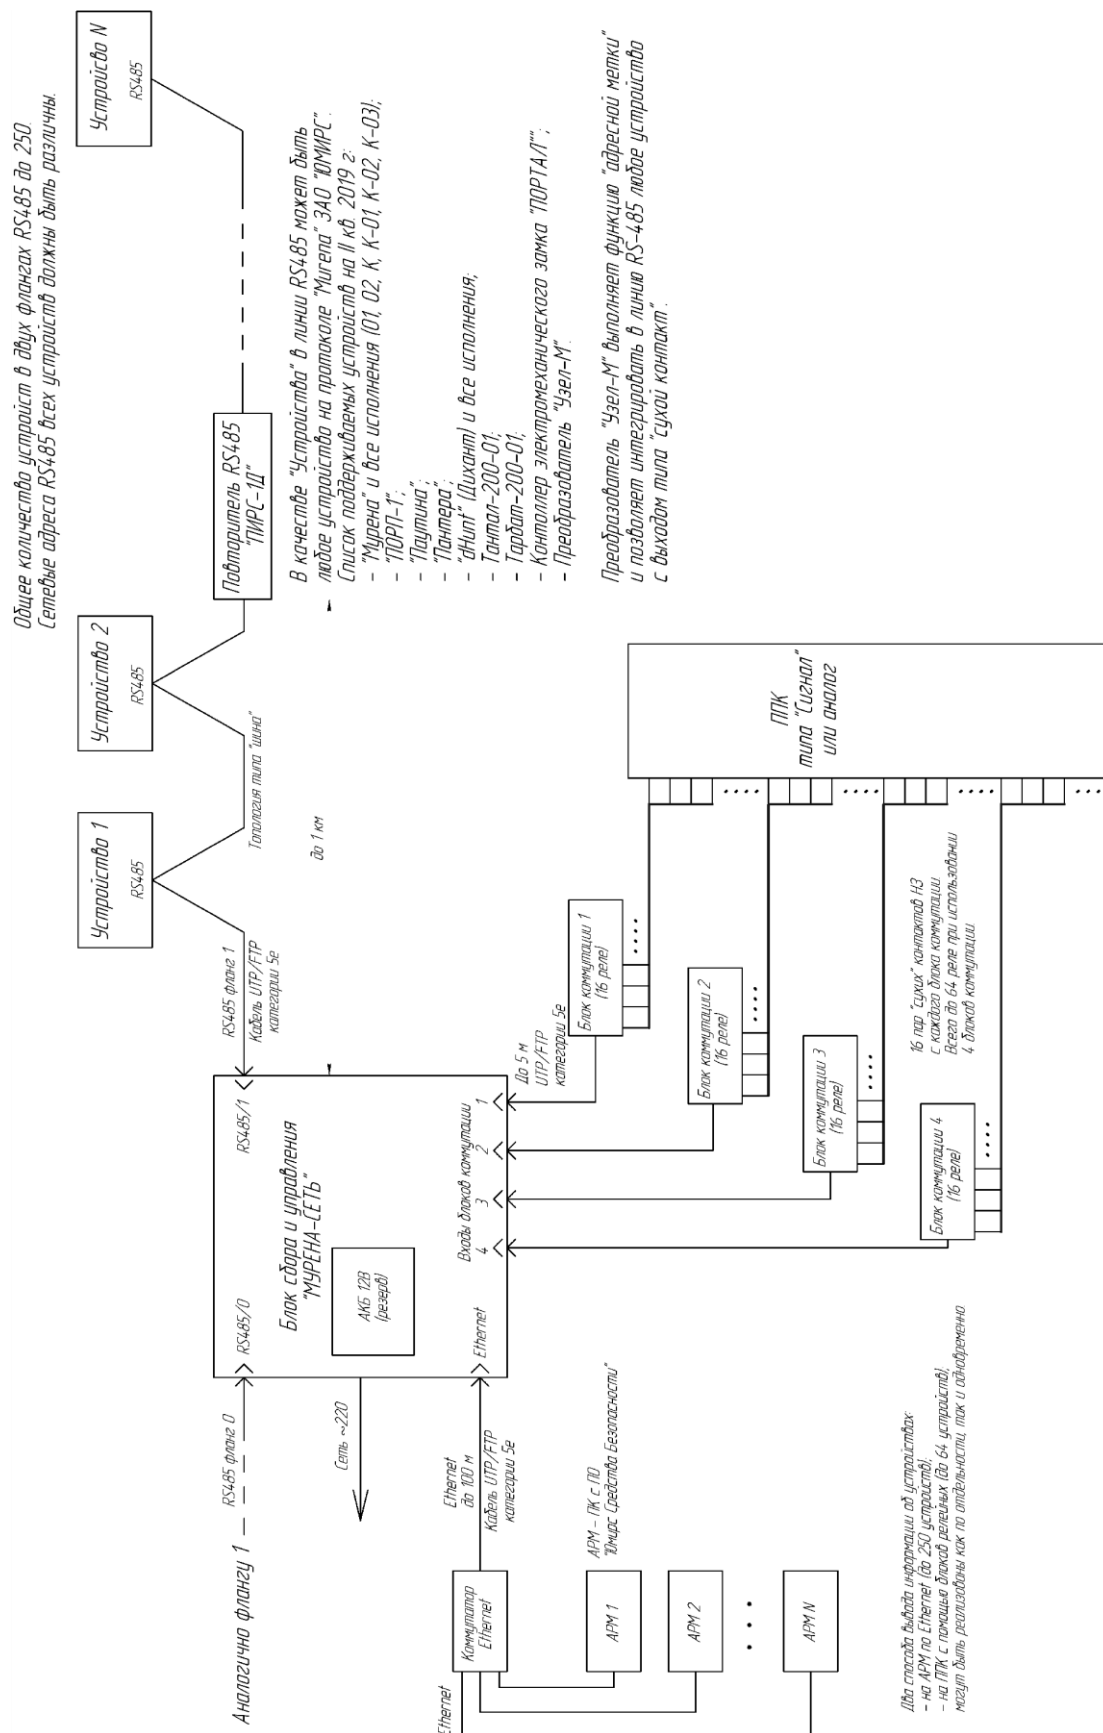 Общее количество устройств в двух флангах RS485 до 250.
Сетевые адреса RS485 всех устройств должны быть различны.
Устройство 1
RS485
Устройство 2
RS485
Устройсво N
RS485
Повторитель RS485
"ПИРС-1Д"
Топология типа "шина"
до 1 км
RS485 фланг 1
Кабель UTP/FTP
категории 5е
В качестве "Устройства" в линии RS485 может быть
любое устройство на протоколе "Murena" ЗАО "ЮМИРС".
Список поддерживаемых устройств на II кв. 2019 г:
- "Мурена" и все исполнения (01, 02, К, К-01, К-02, К-03);
- "ПОРП-1";
- "Паутина";
- "Пантера";
- "dHunt" (Дихант) и все исполнения;
- Тантал-200-01;
- Тарбат-200-01;
- Контоллер электромеханического замка "ПОРТАЛ"";
- Преобразователь "Узел-М".
Преобразователь "Узел-М" выполняет функцию "адресной метки"
и позволяет интегрировать в линию RS-485 любое устройство
с выходом типа "сухой контакт".
Аналогично флангу 1
RS485 фланг 0
RS485/0
RS485/1
Блок сбора и управления
"МУРЕНА-СЕТЬ"
АКБ 12В
(резерв)
Сеть ~220
Ethernet
Входы блоков коммутации
4
3
2
1
До 5 м
UTP/FTP
категории 5е
Блок коммутации 1
(16 реле)
Блок коммутации 2
(16 реле)
Блок коммутации 3
(16 реле)
Блок коммутации 4
(16 реле)
ППК
типа "Сигнал"
или аналог
16 пар "сухих" контактов НЗ
с каждого блока коммутации.
Всего до 64 реле при использовании
4 блоков коммутации
Ethernet
до 100 м
Кабель UTP/FTP
категории 5е
Коммутатор
Ethernet
Ethernet
АРМ - ПК с ПО
"Юмирс Средства Безопасности"
АРМ 1
АРМ 2
АРМ N
Два способа вывода информации об устройствах:
- на АРМ по Ethernet (до 250 устройств);
- на ППК с помощью блоков релейных (до 64 устройств);
могут быть реализованы как по отдельности, так и одновременно